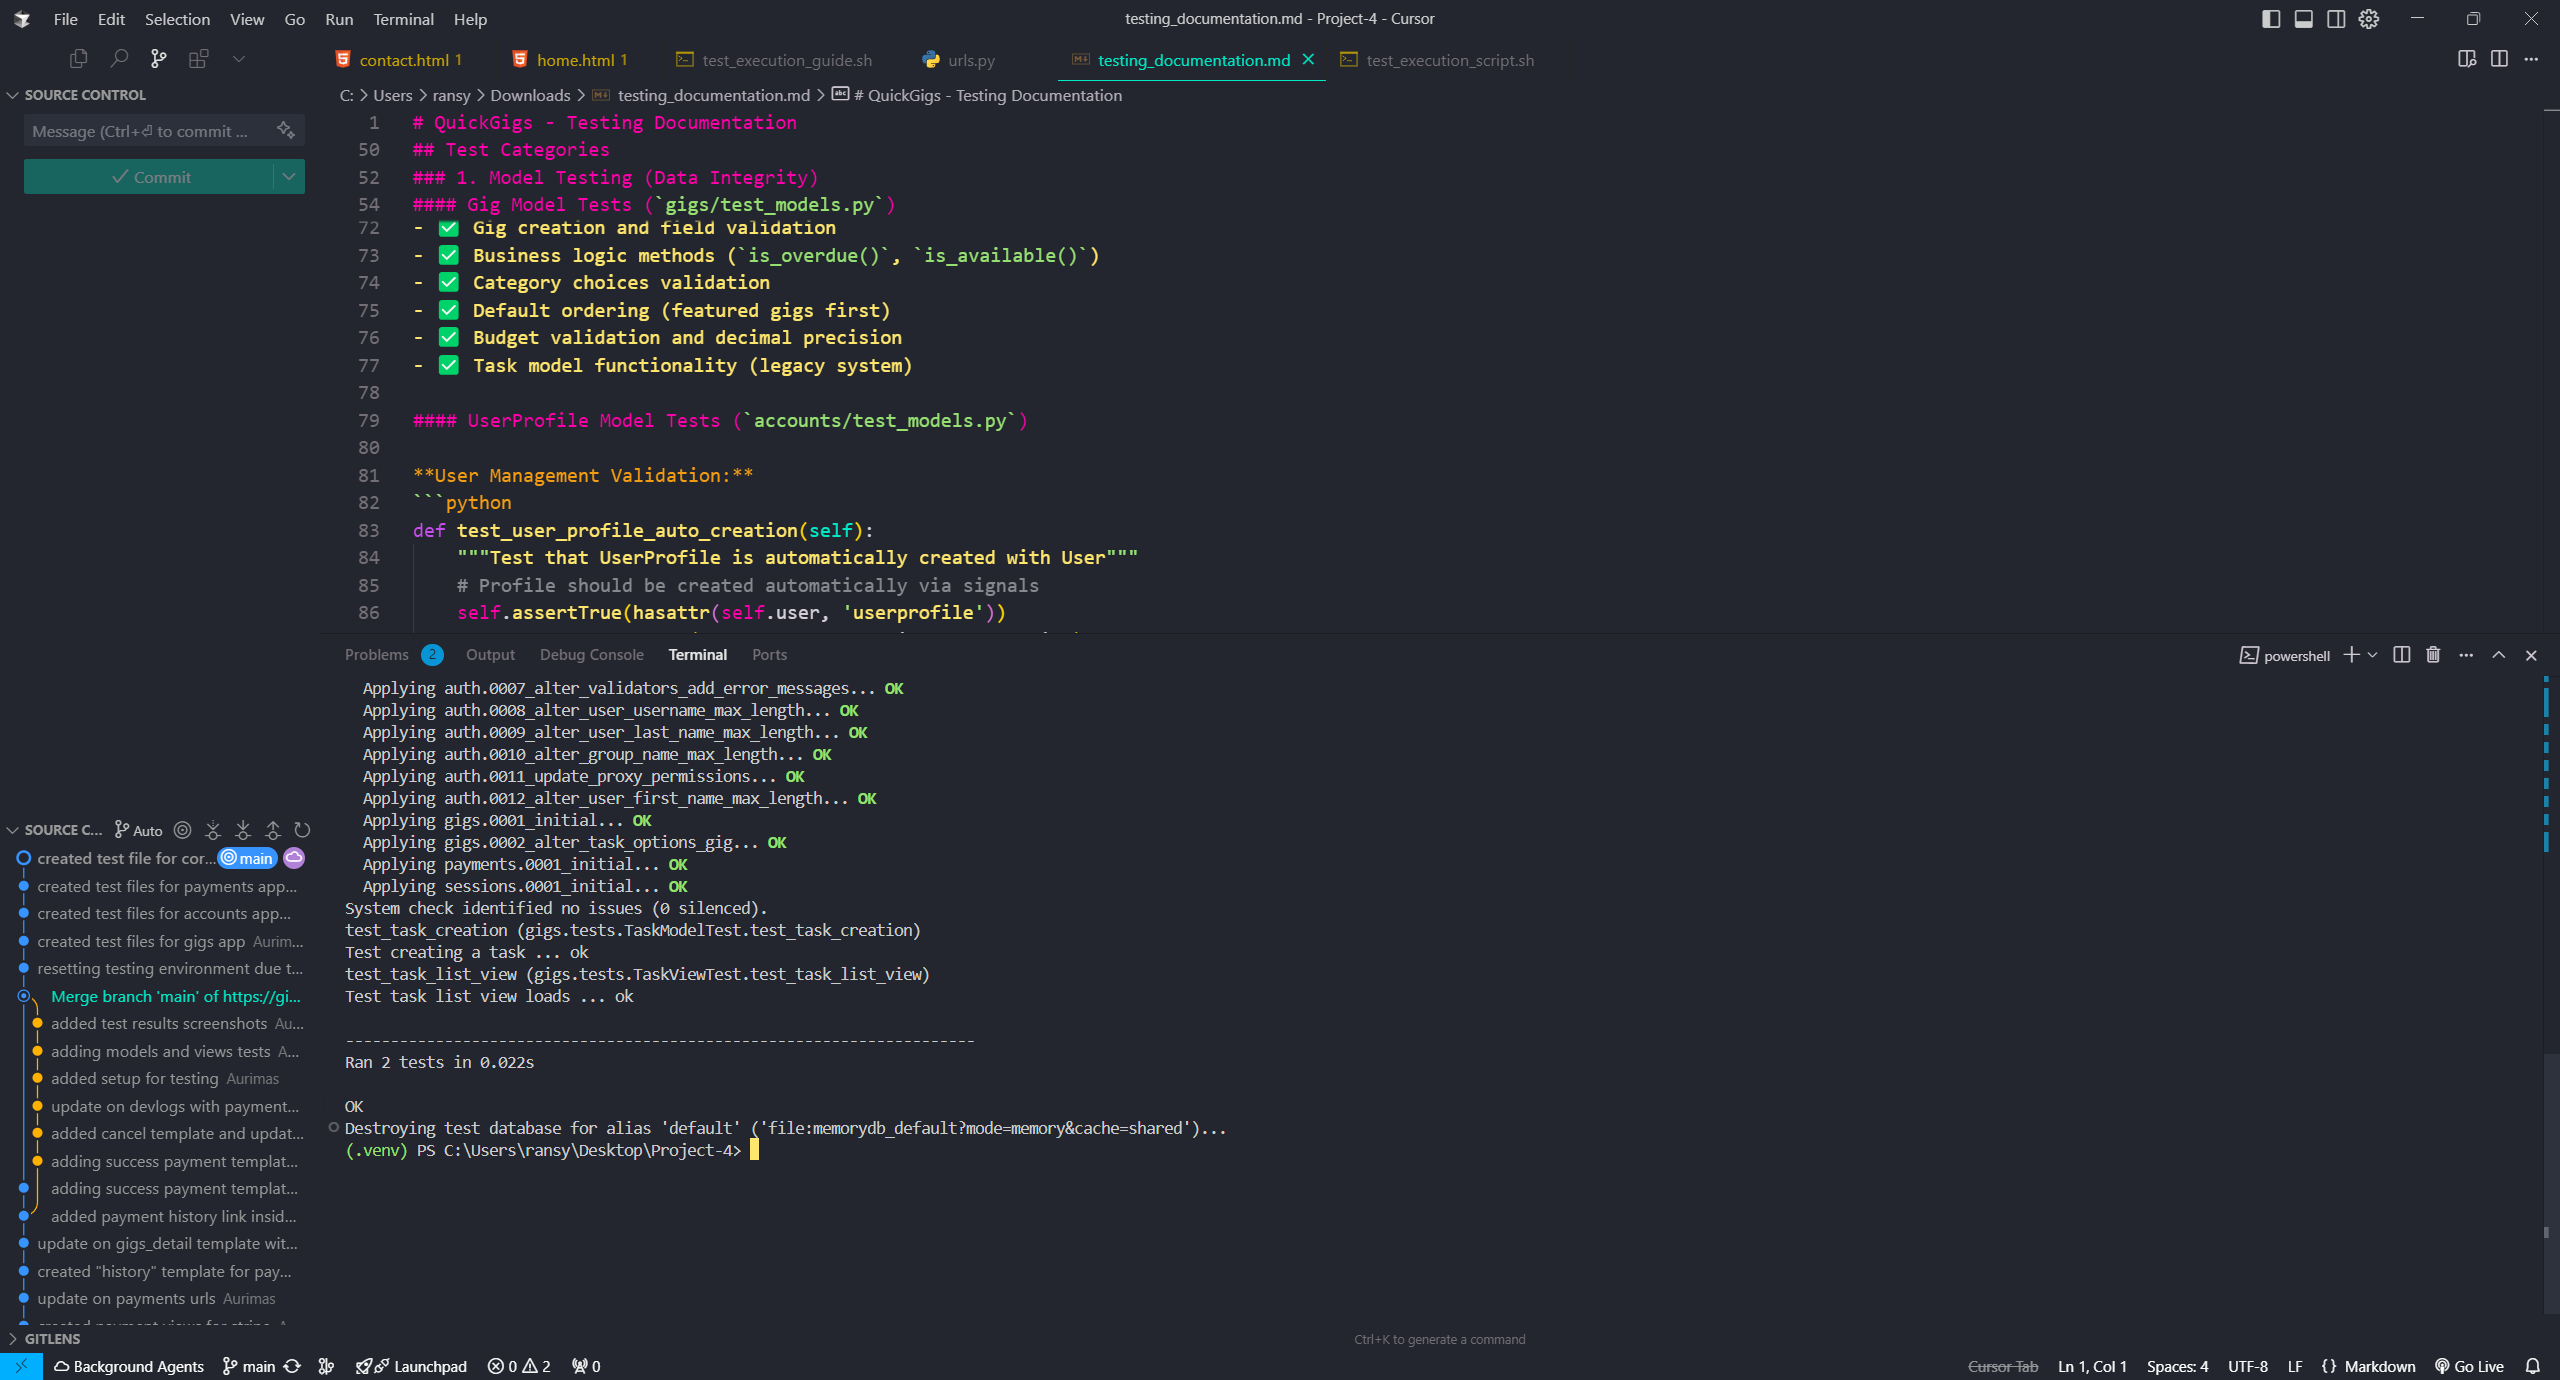 File Edit Selection View Go Run Terminal Help
testing_documentation.md - Project-4 - Cursor
contact.html 1
home.html 1
test_execution_guide.sh
urls.py
testing_documentation.md
test_execution_script.sh
SOURCE CONTROL
Message (Ctrl+⏎ to commit ...
Commit
C: > Users > ransy > Downloads > testing_documentation.md > # QuickGigs - Testing Documentation
1 # QuickGigs - Testing Documentation
50 ## Test Categories
52 ### 1. Model Testing (Data Integrity)
54 #### Gig Model Tests (`gigs/test_models.py`)
72 - ✅ Gig creation and field validation
73 - ✅ Business logic methods (`is_overdue()`, `is_available()`)
74 - ✅ Category choices validation
75 - ✅ Default ordering (featured gigs first)
76 - ✅ Budget validation and decimal precision
77 - ✅ Task model functionality (legacy system)
78
79 #### UserProfile Model Tests (`accounts/test_models.py`)
80
81 **User Management Validation:**
82 ```python
83 def test_user_profile_auto_creation(self):
84 """Test that UserProfile is automatically created with User"""
85 # Profile should be created automatically via signals
86 self.assertTrue(hasattr(self.user, 'userprofile'))
Problems 2 Output Debug Console Terminal Ports
powershell
Applying auth.0007_alter_validators_add_error_messages... OK
Applying auth.0008_alter_user_username_max_length... OK
Applying auth.0009_alter_user_last_name_max_length... OK
Applying auth.0010_alter_group_name_max_length... OK
Applying auth.0011_update_proxy_permissions... OK
Applying auth.0012_alter_user_first_name_max_length... OK
Applying gigs.0001_initial... OK
Applying gigs.0002_alter_task_options_gig... OK
Applying payments.0001_initial... OK
Applying sessions.0001_initial... OK
System check identified no issues (0 silenced).
test_task_creation (gigs.tests.TaskModelTest.test_task_creation)
Test creating a task ... ok
test_task_list_view (gigs.tests.TaskViewTest.test_task_list_view)
Test task list view loads ... ok
----------------------------------------------------------------------
Ran 2 tests in 0.022s
OK
Destroying test database for alias 'default' ('file:memorydb_default?mode=memory&cache=shared')...
(.venv) PS C:\Users\ransy\Desktop\Project-4>
Ctrl+K to generate a command
SOURCE C... Auto
created test file for cor... main
created test files for payments app...
created test files for accounts app...
created test files for gigs app Aurim...
resetting testing environment due t...
Merge branch 'main' of https://gi...
added test results screenshots Au...
adding models and views tests A...
added setup for testing Aurimas
update on devlogs with payment...
added cancel template and updat...
adding success payment templat...
adding success payment templat...
added payment history link insid...
update on gigs_detail template wit...
created "history" template for pay...
update on payments urls Aurimas
GITLENS
Background Agents main Launchpad 0 2 0
Cursor Tab Ln 1, Col 1 Spaces: 4 UTF-8 LF {} Markdown Go Live